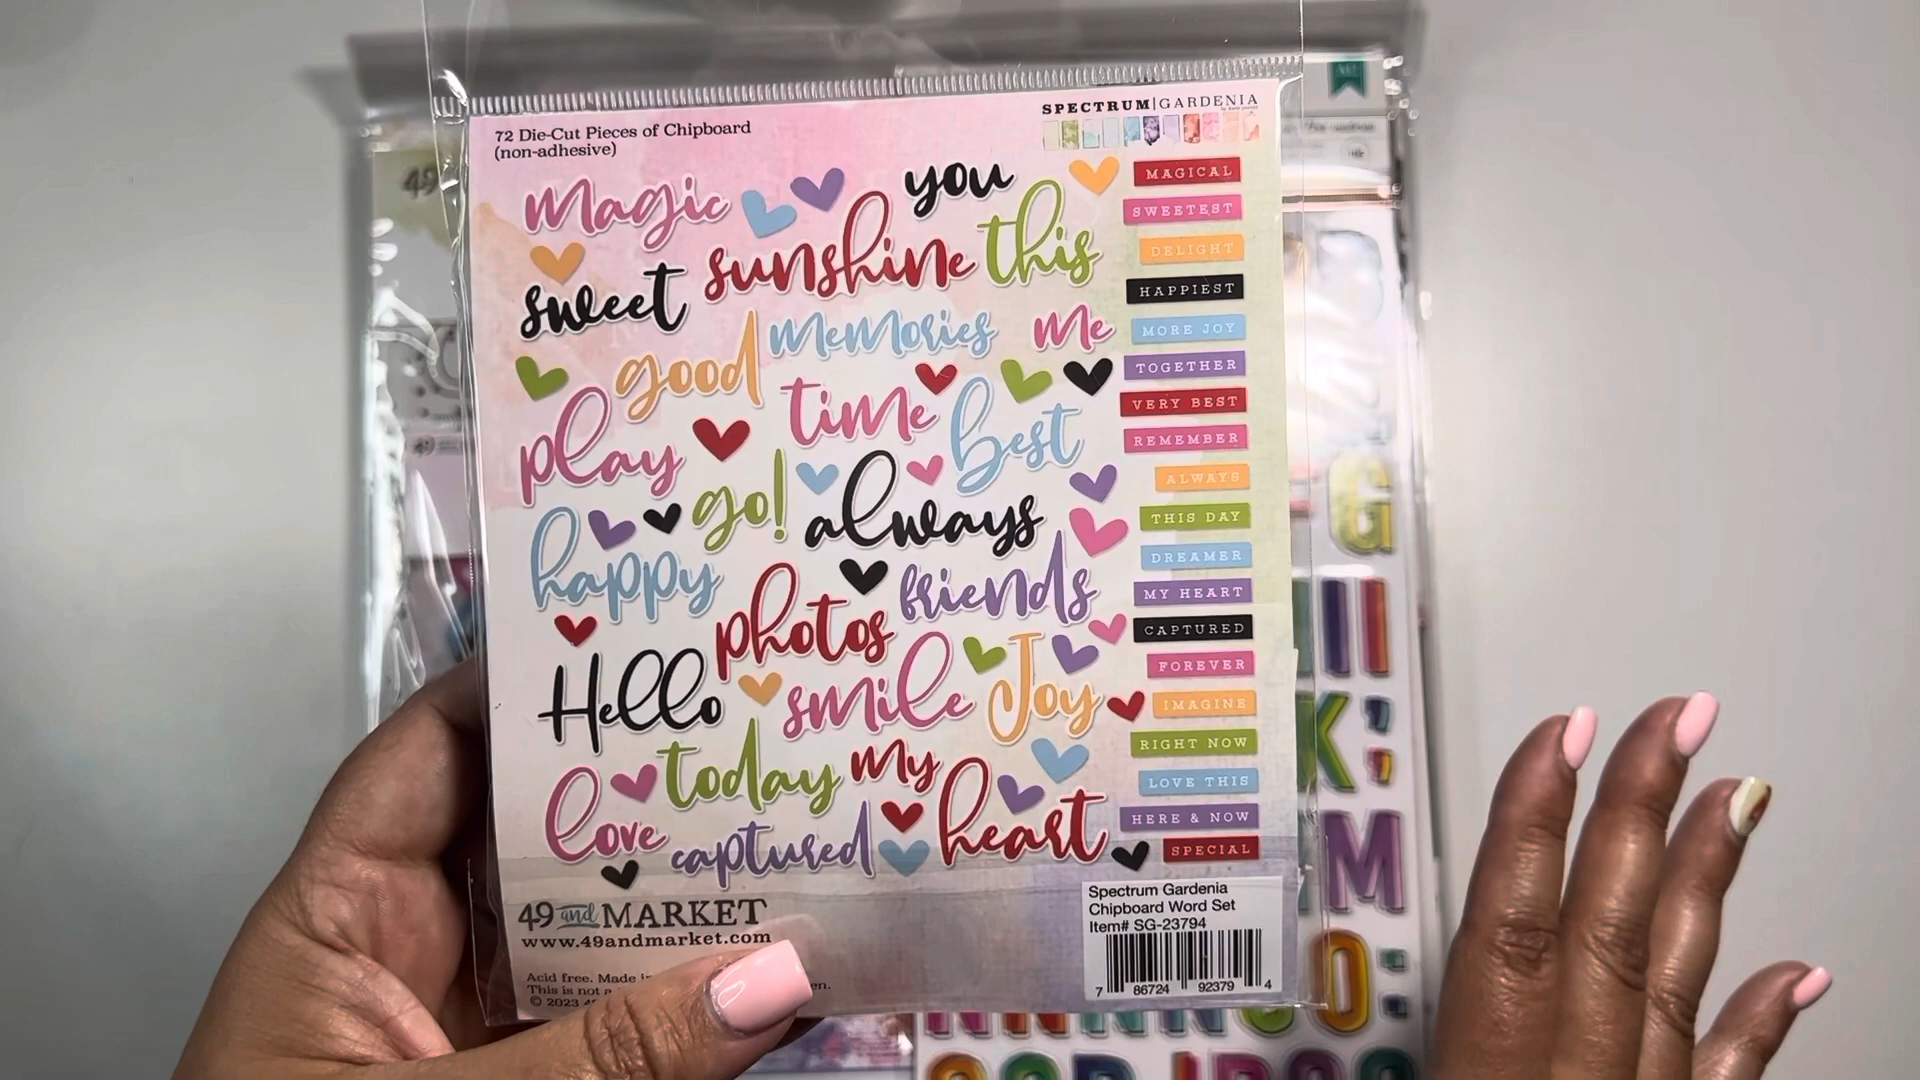 SPECTRUM|GARDENIA
72 Die-Cut Pieces of Chipboard
(non-adhesive)
magic
you
sweet
sunshine
this
good
memories
me
play
time
best
go!
always
happy
photos
friends
Hello
smile
Joy
today
my
love
captured
heart
MAGICAL
SWEETEST
DELIGHT
HAPPIEST
MORE JOY
TOGETHER
VERY BEST
REMEMBER
ALWAYS
THIS DAY
DREAMER
MY HEART
CAPTURED
FOREVER
IMAGINE
RIGHT NOW
LOVE THIS
HERE & NOW
SPECIAL
49 and MARKET
www.49andmarket.com
Acid free. Made
This is not a
© 2023
Spectrum Gardenia
Chipboard Word Set
Item# SG-23794
7 86724 92379 4
49
G
K
M